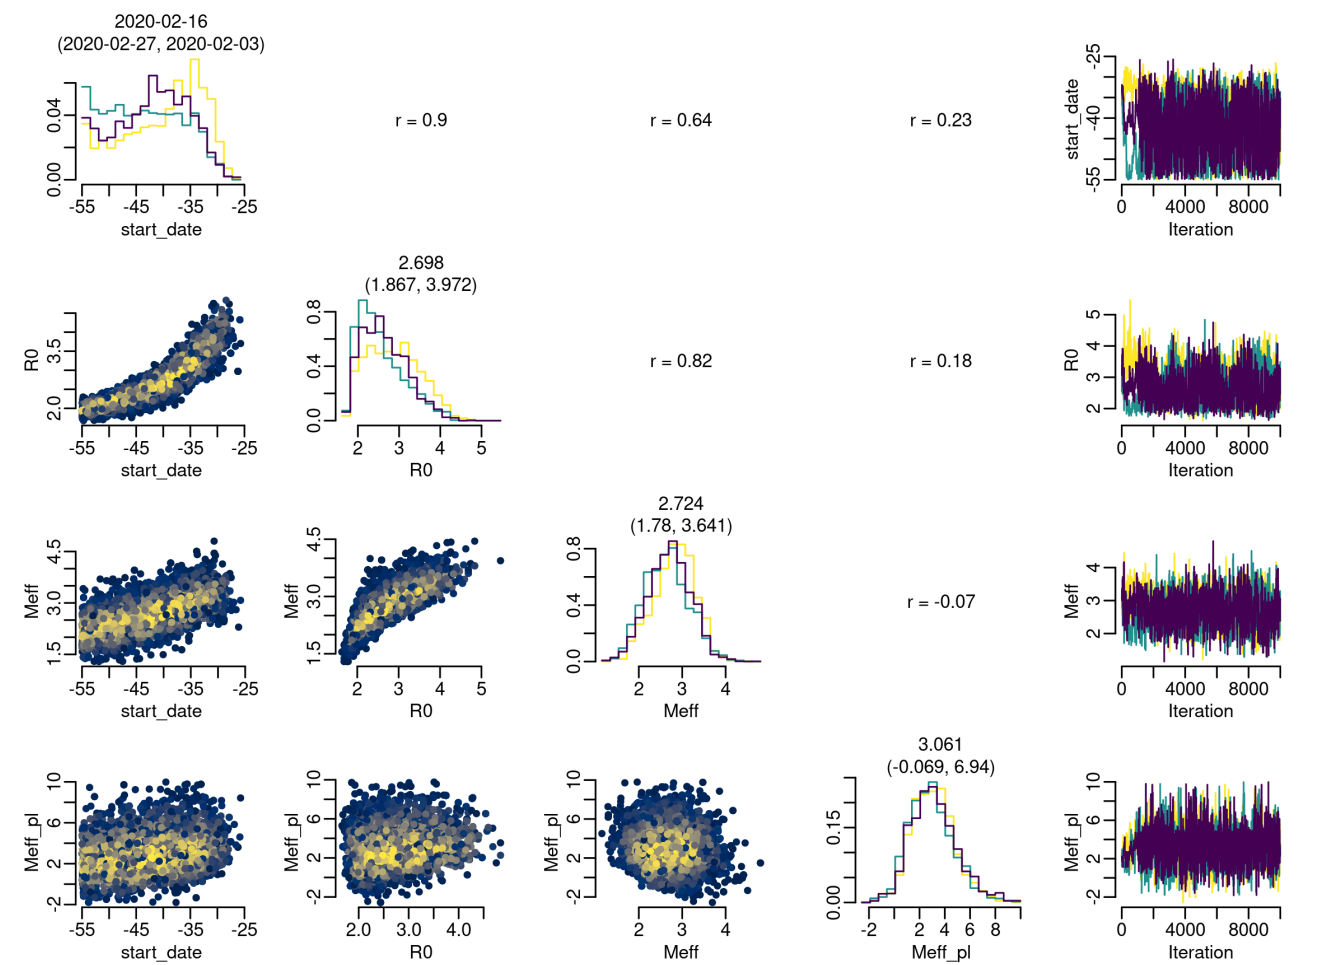 2020-02-16
(2020-02-27, 2020-02-03)
0.00 0.04
-55 -45 -35 -25
start_date
r = 0.9
r = 0.64
r = 0.23
start_date
-55 -40 -25
0 4000 8000
Iteration
R0
2.0 3.5
-55 -45 -35 -25
start_date
2.698
(1.867, 3.972)
0.0 0.4 0.8
2 3 4 5
R0
r = 0.82
r = 0.18
R0
2 3 4 5
0 4000 8000
Iteration
Meff
1.5 3.0 4.5
-55 -45 -35 -25
start_date
Meff
1.5 3.0 4.5
2 3 4 5
R0
2.724
(1.78, 3.641)
0.0 0.4 0.8
2 3 4
Meff
r = -0.07
Meff
2 3 4
0 4000 8000
Iteration
Meff_pl
-2 2 6 10
-55 -45 -35 -25
start_date
Meff_pl
-2 2 6 10
2.0 3.0 4.0
R0
Meff_pl
-2 2 6 10
2 3 4
Meff
3.061
(-0.069, 6.94)
0.00 0.15
-2 2 4 6 8
Meff_pl
Meff_pl
-2 2 6 10
0 4000 8000
Iteration